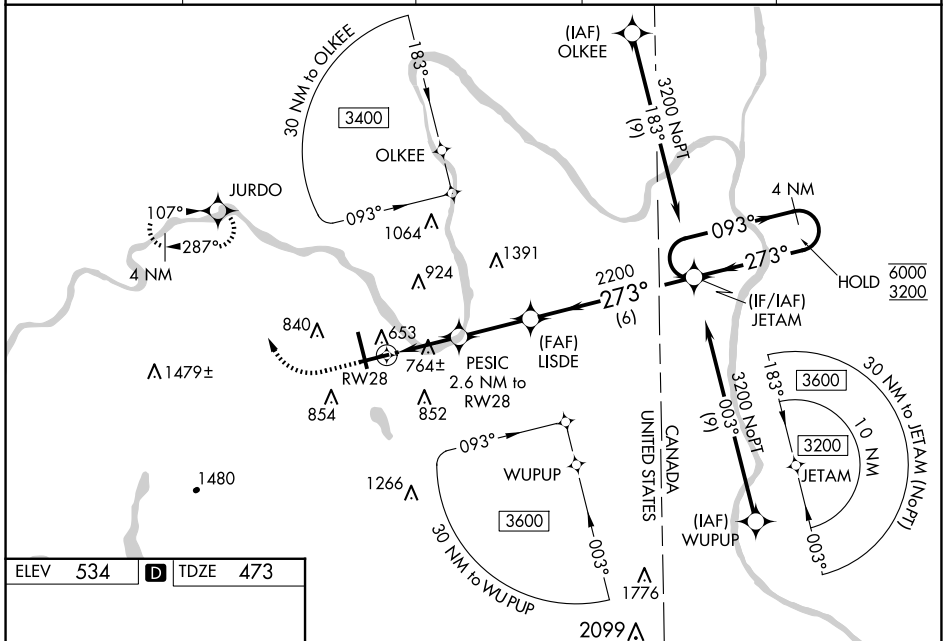 (IAF)
OLKEE
30 NM to OLKEE
183°
3400
OLKEE
093°
3200 NoPT
183°
(9)
JURDO
107°
287°
4 NM
1064
924
1391
4 NM
093°
273°
HOLD
6000
3200
2200
273°
(6)
(IF/IAF)
JETAM
(FAF)
LISDE
840
653
764±
PESIC
2.6 NM to
RW28
RW28
1479±
854
852
3200 NoPT
003°
(9)
30 NM to JETAM (NoPT)
183°
3600
10 NM
3200
JETAM
003°
CANADA
UNITED STATES
093°
WUPUP
3600
003°
30 NM to WUPUP
1480
1266
(IAF)
WUPUP
1776
2099
ELEV 534 D TDZE 473